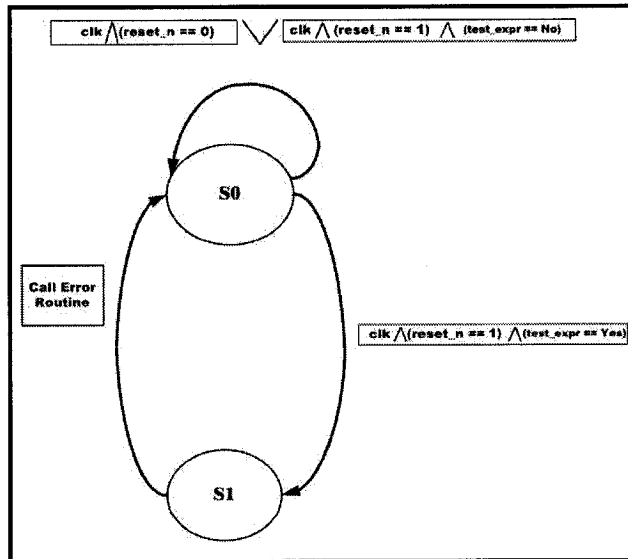 clk ⋀(reset_n == 0) ⋁ clk ⋀ (reset_n == 1) ⋀ (test_expr == No)
S0
Call Error
Routine
clk ⋀(reset_n == 1) ⋀(test_expr == Yes)
S1